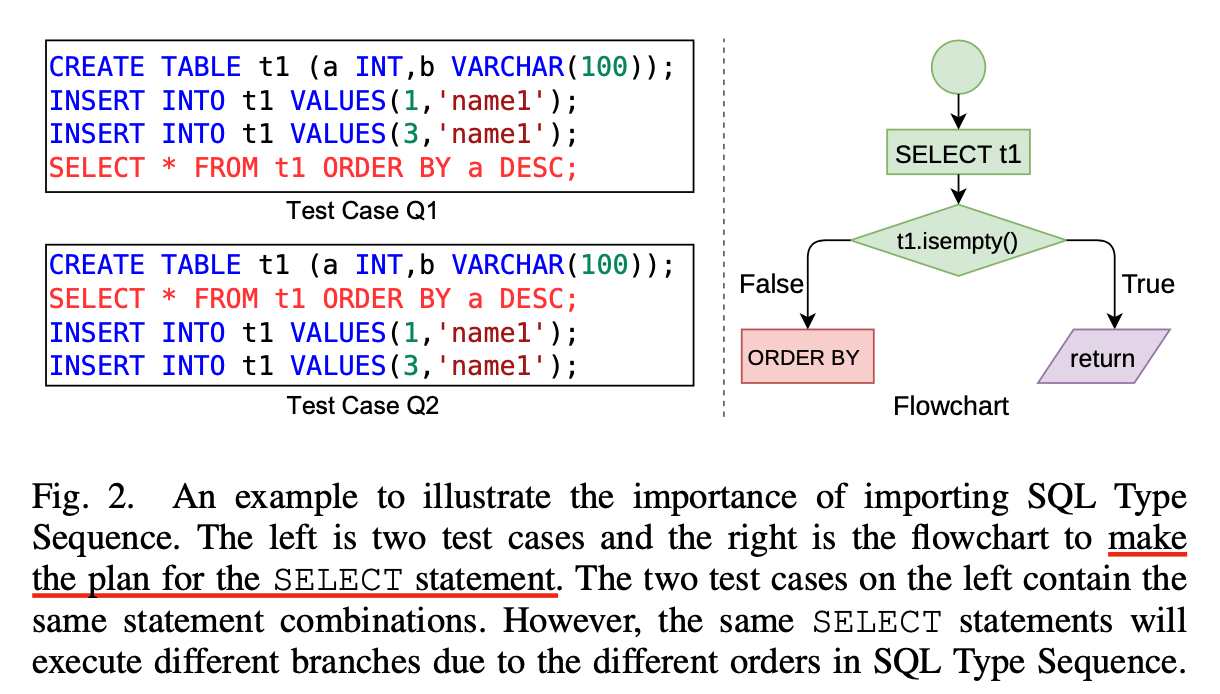 CREATE TABLE t1 (a INT,b VARCHAR(100));
INSERT INTO t1 VALUES(1,'name1');
INSERT INTO t1 VALUES(3,'name1');
SELECT * FROM t1 ORDER BY a DESC;
Test Case Q1
CREATE TABLE t1 (a INT,b VARCHAR(100));
SELECT * FROM t1 ORDER BY a DESC;
INSERT INTO t1 VALUES(1,'name1');
INSERT INTO t1 VALUES(3,'name1');
Test Case Q2
SELECT t1
t1.isempty()
False
True
ORDER BY
return
Flowchart
Fig. 2. An example to illustrate the importance of importing SQL Type
Sequence. The left is two test cases and the right is the flowchart to make
the plan for the SELECT statement. The two test cases on the left contain the
same statement combinations. However, the same SELECT statements will
execute different branches due to the different orders in SQL Type Sequence.